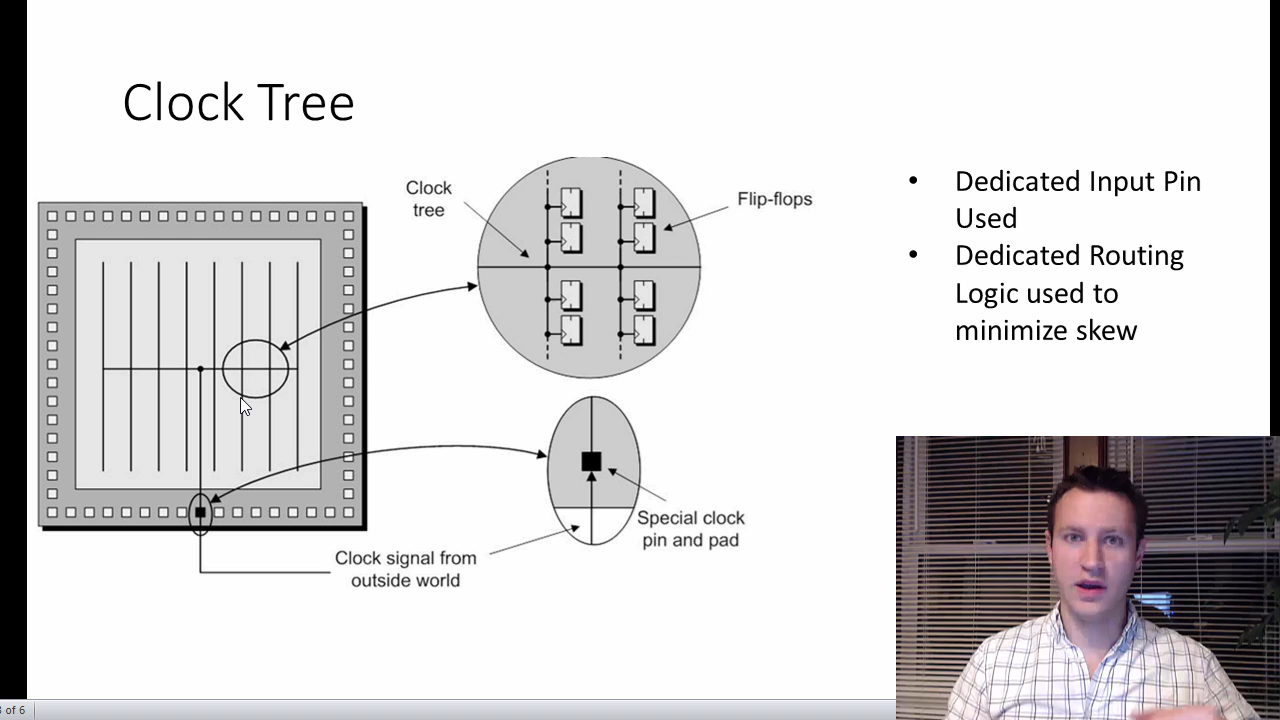 Clock Tree
Clock
tree
Flip-flops
• Dedicated Input Pin
Used
• Dedicated Routing
Logic used to
minimize skew
Special clock
pin and pad
Clock signal from
outside world
of 6